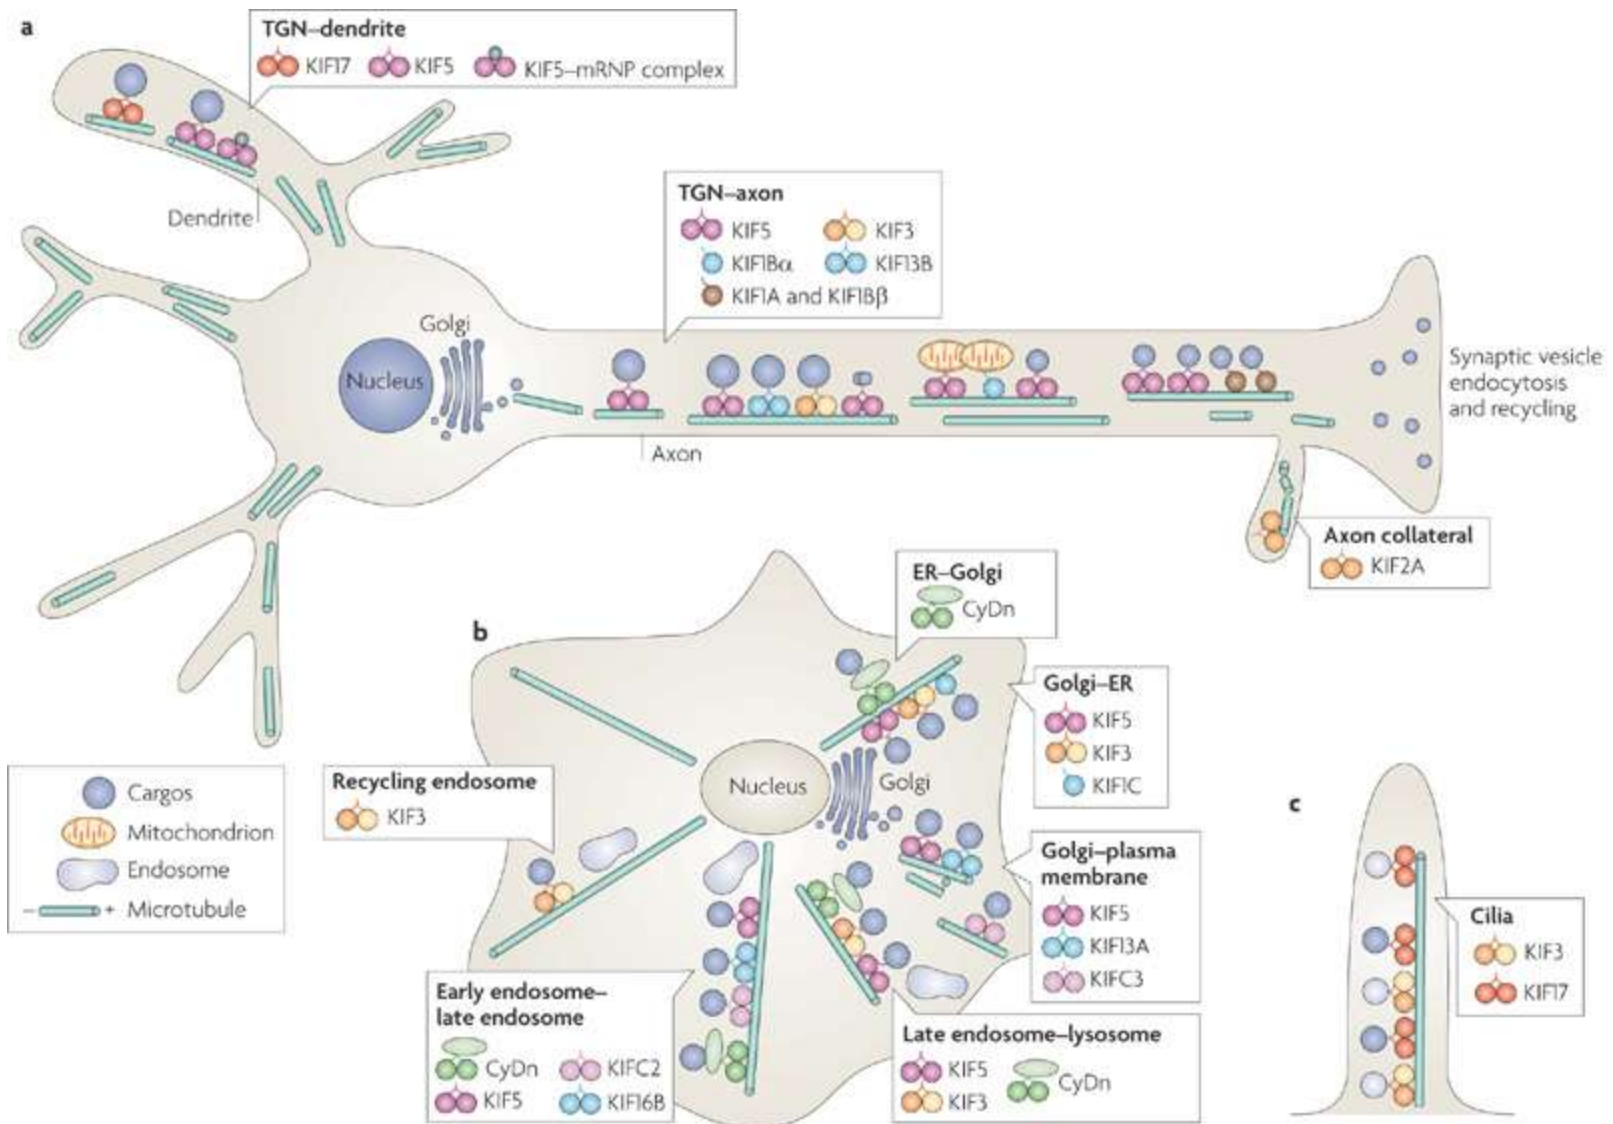 a
TGN–dendrite
KIF17 KIF5 KIF5–mRNP complex
Dendrite
TGN–axon
KIF5 KIF3
KIF1Bα KIF13B
KIF1A and KIF1Bβ
Golgi
Nucleus
Axon
Synaptic vesicle
endocytosis
and recycling
Axon collateral
KIF2A
b
ER–Golgi
CyDn
Golgi–ER
KIF5
KIF3
KIF1C
Nucleus
Golgi
Recycling endosome
KIF3
Golgi–plasma
membrane
KIF5
KIF13A
KIFC3
Early endosome–
late endosome
CyDn KIFC2
KIF5 KIF16B
Late endosome–lysosome
KIF5 CyDn
KIF3
Cargos
Mitochondrion
Endosome
– + Microtubule
c
Cilia
KIF3
KIF17